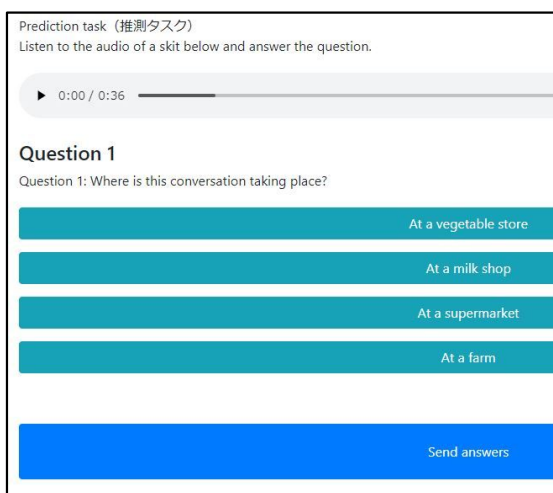 Prediction task（推測タスク）
Listen to the audio of a skit below and answer the question.
0:00 / 0:36
Question 1
Question 1: Where is this conversation taking place?
At a vegetable store
At a milk shop
At a supermarket
At a farm
Send answers